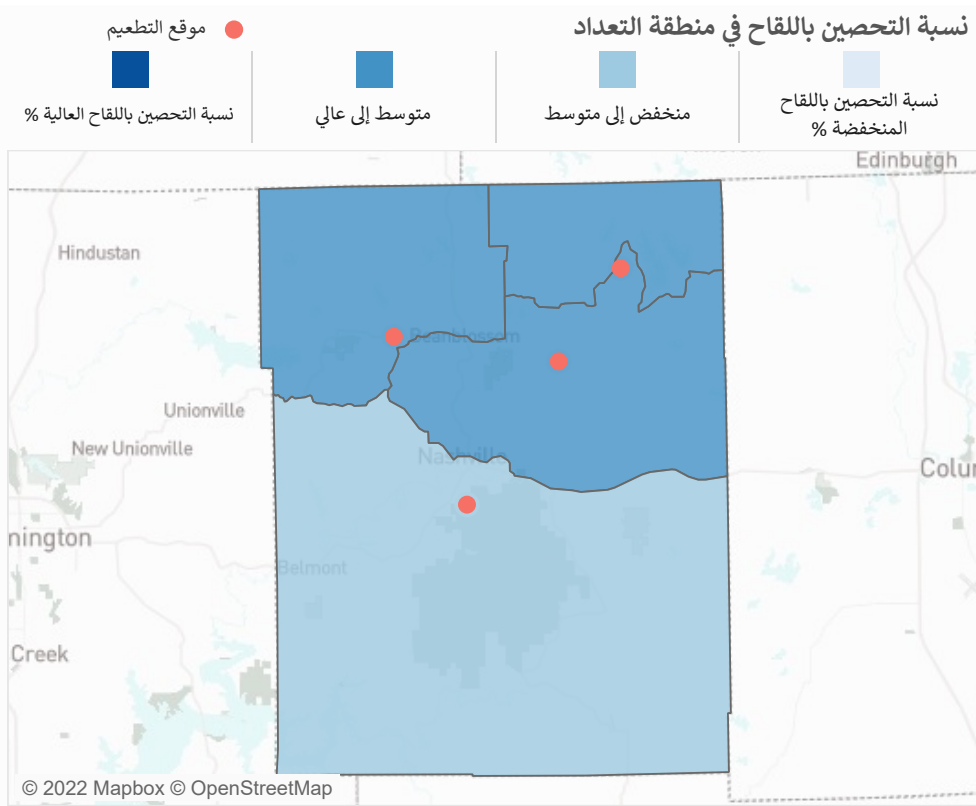 نسبة التحصين باللقاح في منطقة التعداد
موقع التطعيم
نسبة التحصين باللقاح
المنخفضة %
منخفض إلى متوسط
متوسط إلى عالي
نسبة التحصين باللقاح العالية %
Edinburgh
Hindustan
Beanblossom
Unionville
New Unionville
Nashville
Colu
nington
Belmont
Creek
© 2022 Mapbox © OpenStreetMap